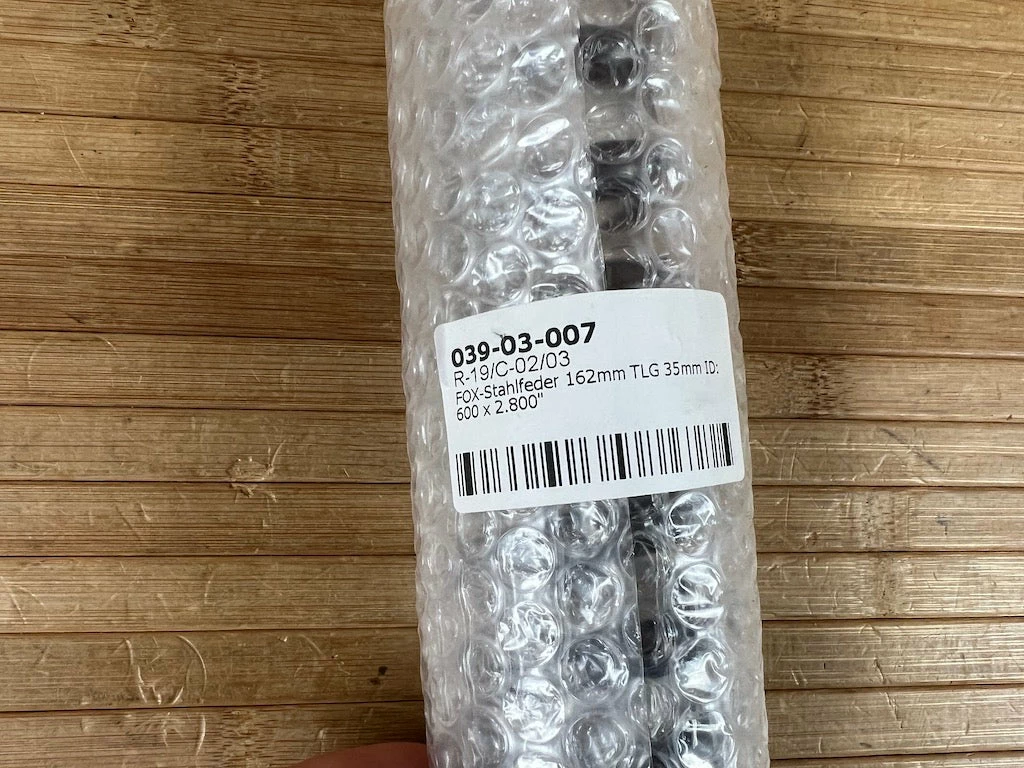 039-03-007
R-19/C-02/03
FOX-Stahlfeder 162mm TLG 35mm ID:
600 x 2.800"